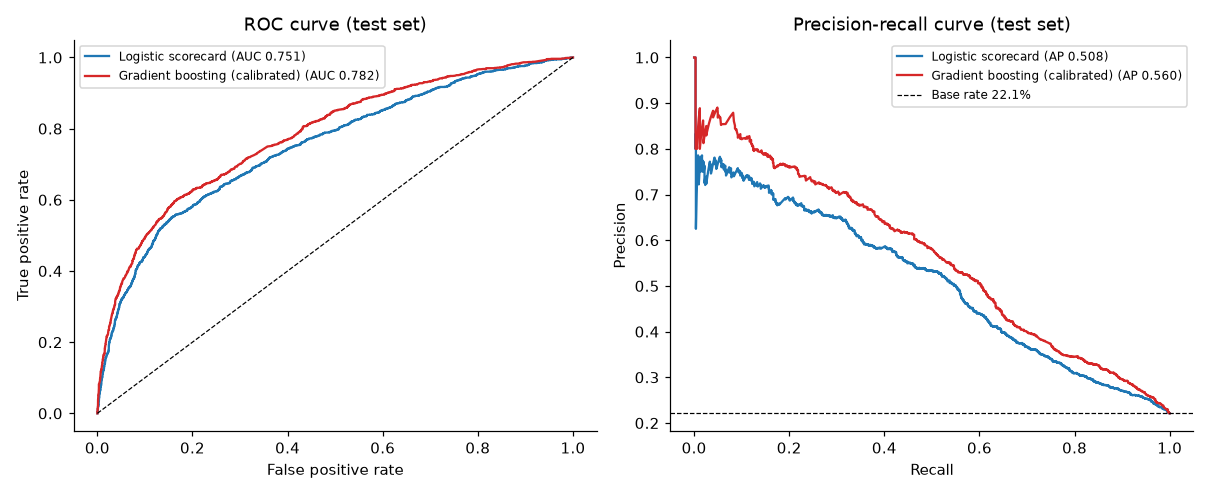 ROC curve (test set)
Logistic scorecard (AUC 0.751)
Gradient boosting (calibrated) (AUC 0.782)
True positive rate
1.0
0.8
0.6
0.4
0.2
0.0
0.0 0.2 0.4 0.6 0.8 1.0
False positive rate
Precision-recall curve (test set)
Logistic scorecard (AP 0.508)
Gradient boosting (calibrated) (AP 0.560)
Base rate 22.1%
Precision
1.0
0.9
0.8
0.7
0.6
0.5
0.4
0.3
0.2
0.0 0.2 0.4 0.6 0.8 1.0
Recall